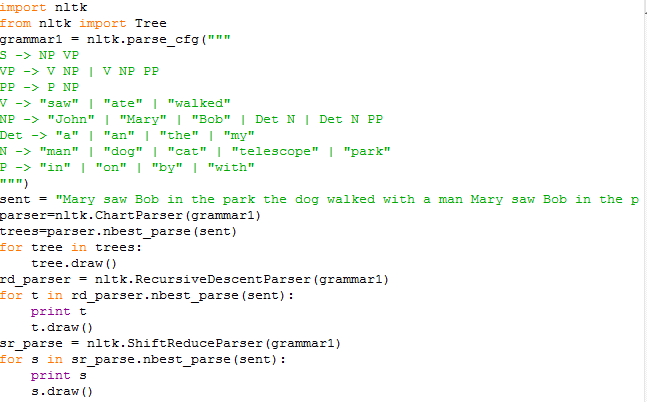 import nltk
from nltk import Tree
grammar1 = nltk.parse_cfg("""
S -> NP VP
VP -> V NP | V NP PP
PP -> P NP
V -> "saw" | "ate" | "walked"
NP -> "John" | "Mary" | "Bob" | Det N | Det N PP
Det -> "a" | "an" | "the" | "my"
N -> "man" | "dog" | "cat" | "telescope" | "park"
P -> "in" | "on" | "by" | "with"
""")
sent = "Mary saw Bob in the park the dog walked with a man Mary saw Bob in the p
parser=nltk.ChartParser(grammar1)
trees=parser.nbest_parse(sent)
for tree in trees:
    tree.draw()
rd_parser = nltk.RecursiveDescentParser(grammar1)
for t in rd_parser.nbest_parse(sent):
    print t
    t.draw()
sr_parse = nltk.ShiftReduceParser(grammar1)
for s in sr_parse.nbest_parse(sent):
    print s
    s.draw()